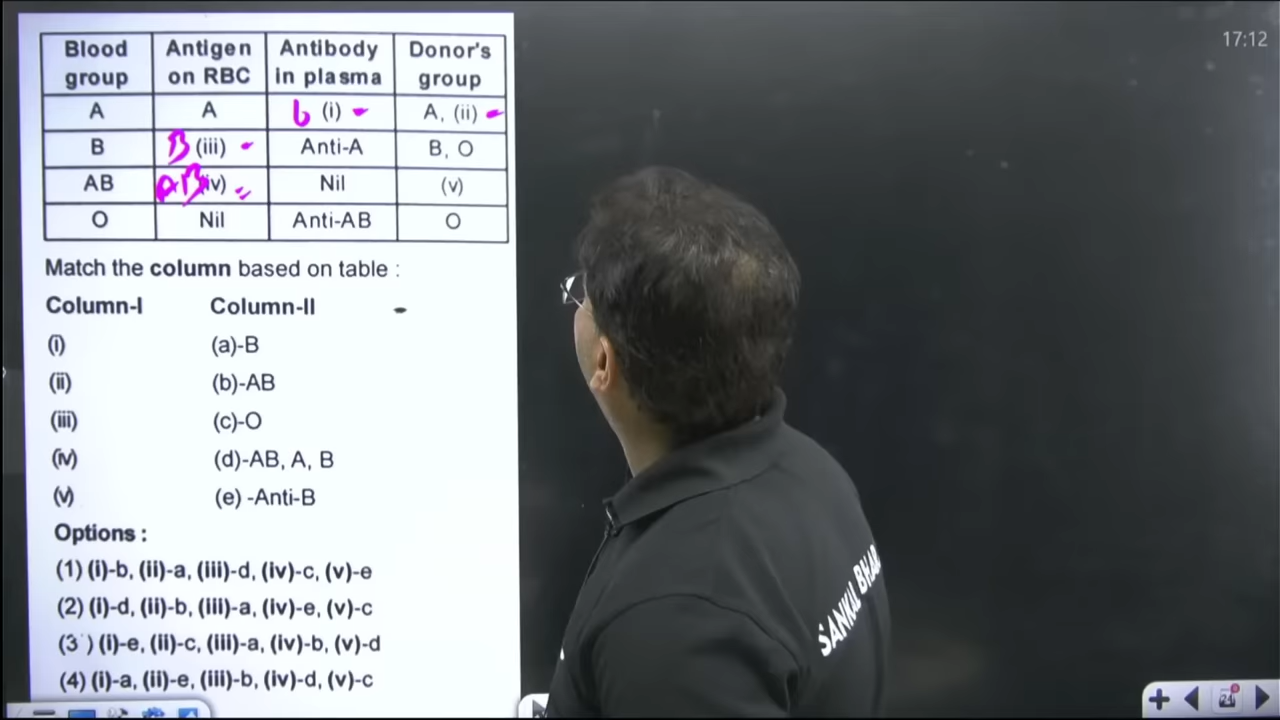 17:12
Blood group Antigen on RBC Antibody in plasma Donor's group
A A b (i) A, (ii)
B B (iii) Anti-A B, O
AB AB (iv) Nil (v)
O Nil Anti-AB O
Match the column based on table :
Column-I Column-II
(i) (a)-B
(ii) (b)-AB
(iii) (c)-O
(iv) (d)-AB, A, B
(v) (e) -Anti-B
Options :
(1) (i)-b, (ii)-a, (iii)-d, (iv)-c, (v)-e
(2) (i)-d, (ii)-b, (iii)-a, (iv)-e, (v)-c
(3 ) (i)-e, (ii)-c, (iii)-a, (iv)-b, (v)-d
(4) (i)-a, (ii)-e, (iii)-b, (iv)-d, (v)-c
24